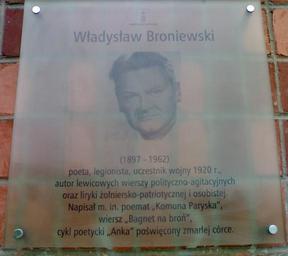 Władysław Broniewski
(1897 - 1962)
poeta, legionista, uczestnik wojny 1920 r.,
autor lewicowych wierszy polityczno-agitacyjnych
oraz liryki żołniersko-patriotycznej i osobistej.
Napisał m. in. poemat „Komuna Paryska",
wiersz „Bagnet na broń",
cykl poetycki „Anka" poświęcony zmarłej córce.